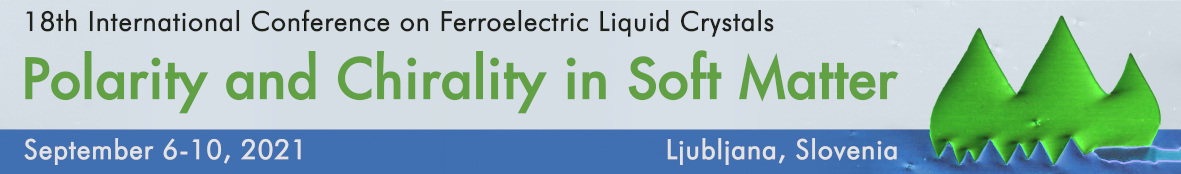 18th International Conference on Ferroelectric Liquid Crystals
Polarity and Chirality in Soft Matter
September 6-10, 2021
Ljubljana, Slovenia